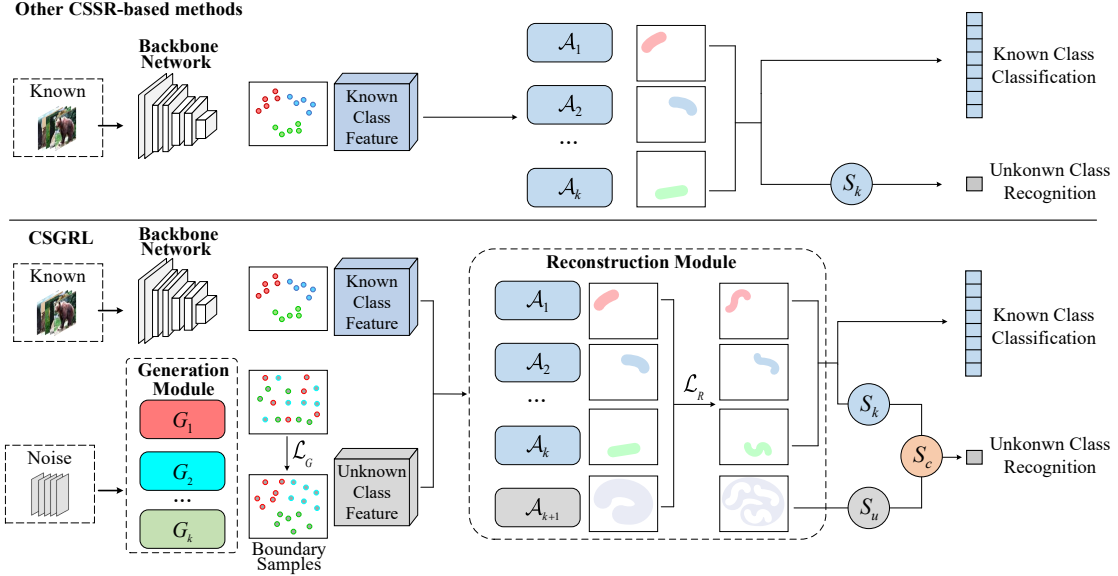 Other CSSR-based methods
Known
Backbone
Network
Known
Class
Feature
𝒜1
𝒜2
...
𝒜k
Known Class
Classification
Sk
Unkonwn Class
Recognition
CSGRL
Known
Backbone
Network
Known
Class
Feature
Noise
Generation
Module
G1
G2
...
Gk
ℒG
Boundary
Samples
Unknown
Class
Feature
Reconstruction Module
𝒜1
𝒜2
...
𝒜k
𝒜k+1
ℒR
Known Class
Classification
Sk
Sc
Su
Unkonwn Class
Recognition